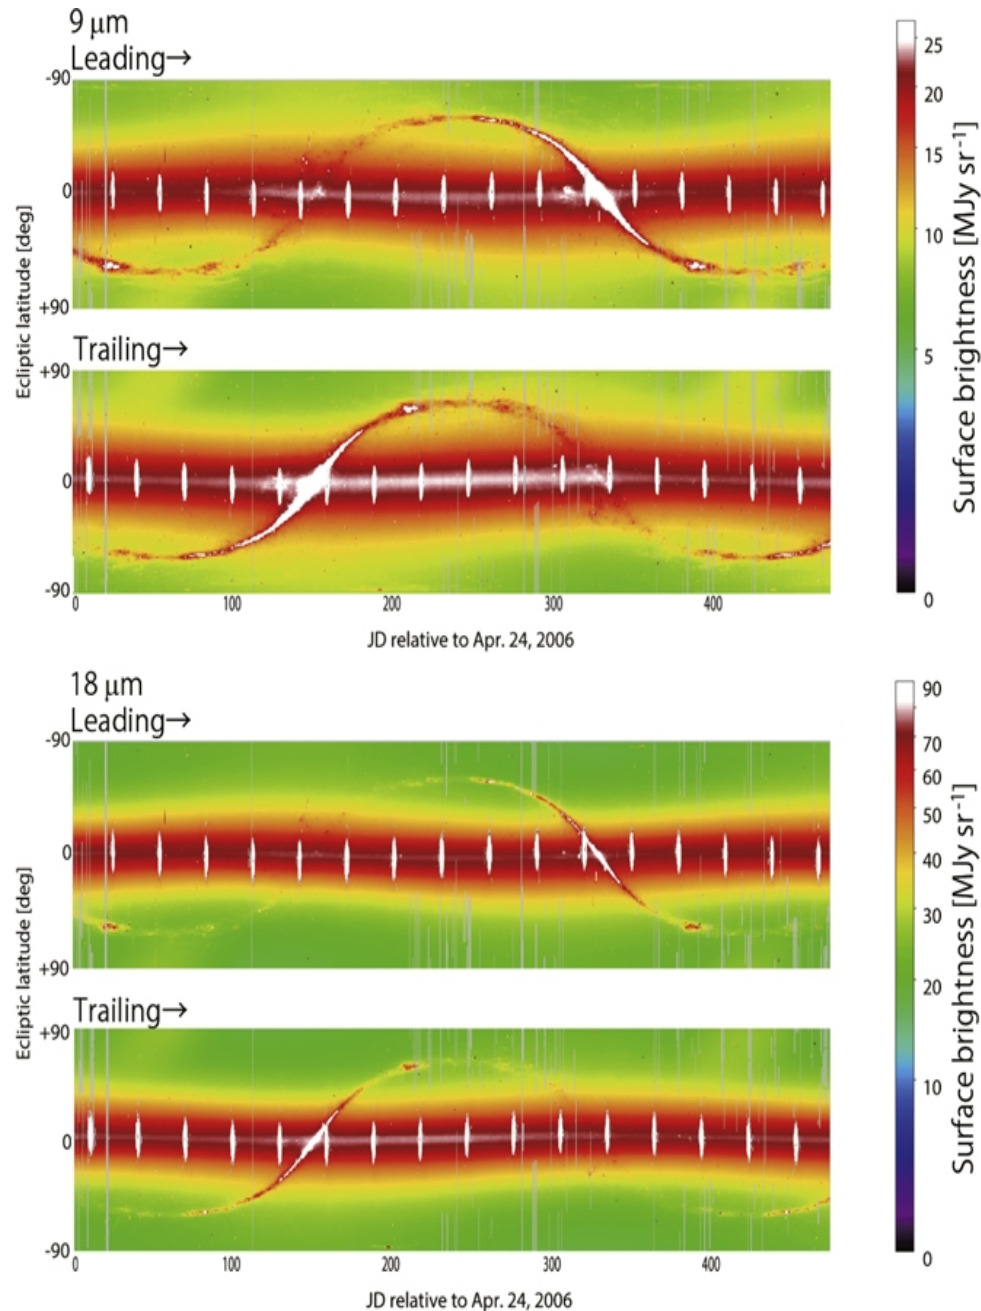 9 μm
Leading→
-90
0
+90
Trailing→
+90
0
-90
Ecliptic latitude [deg]
0 100 200 300 400
JD relative to Apr. 24, 2006
25
20
15
10
5
0
Surface brightness [MJy sr⁻¹]
18 μm
Leading→
-90
0
+90
Trailing→
+90
0
-90
Ecliptic latitude [deg]
0 100 200 300 400
JD relative to Apr. 24, 2006
90
70
60
50
40
30
20
10
0
Surface brightness [MJy sr⁻¹]